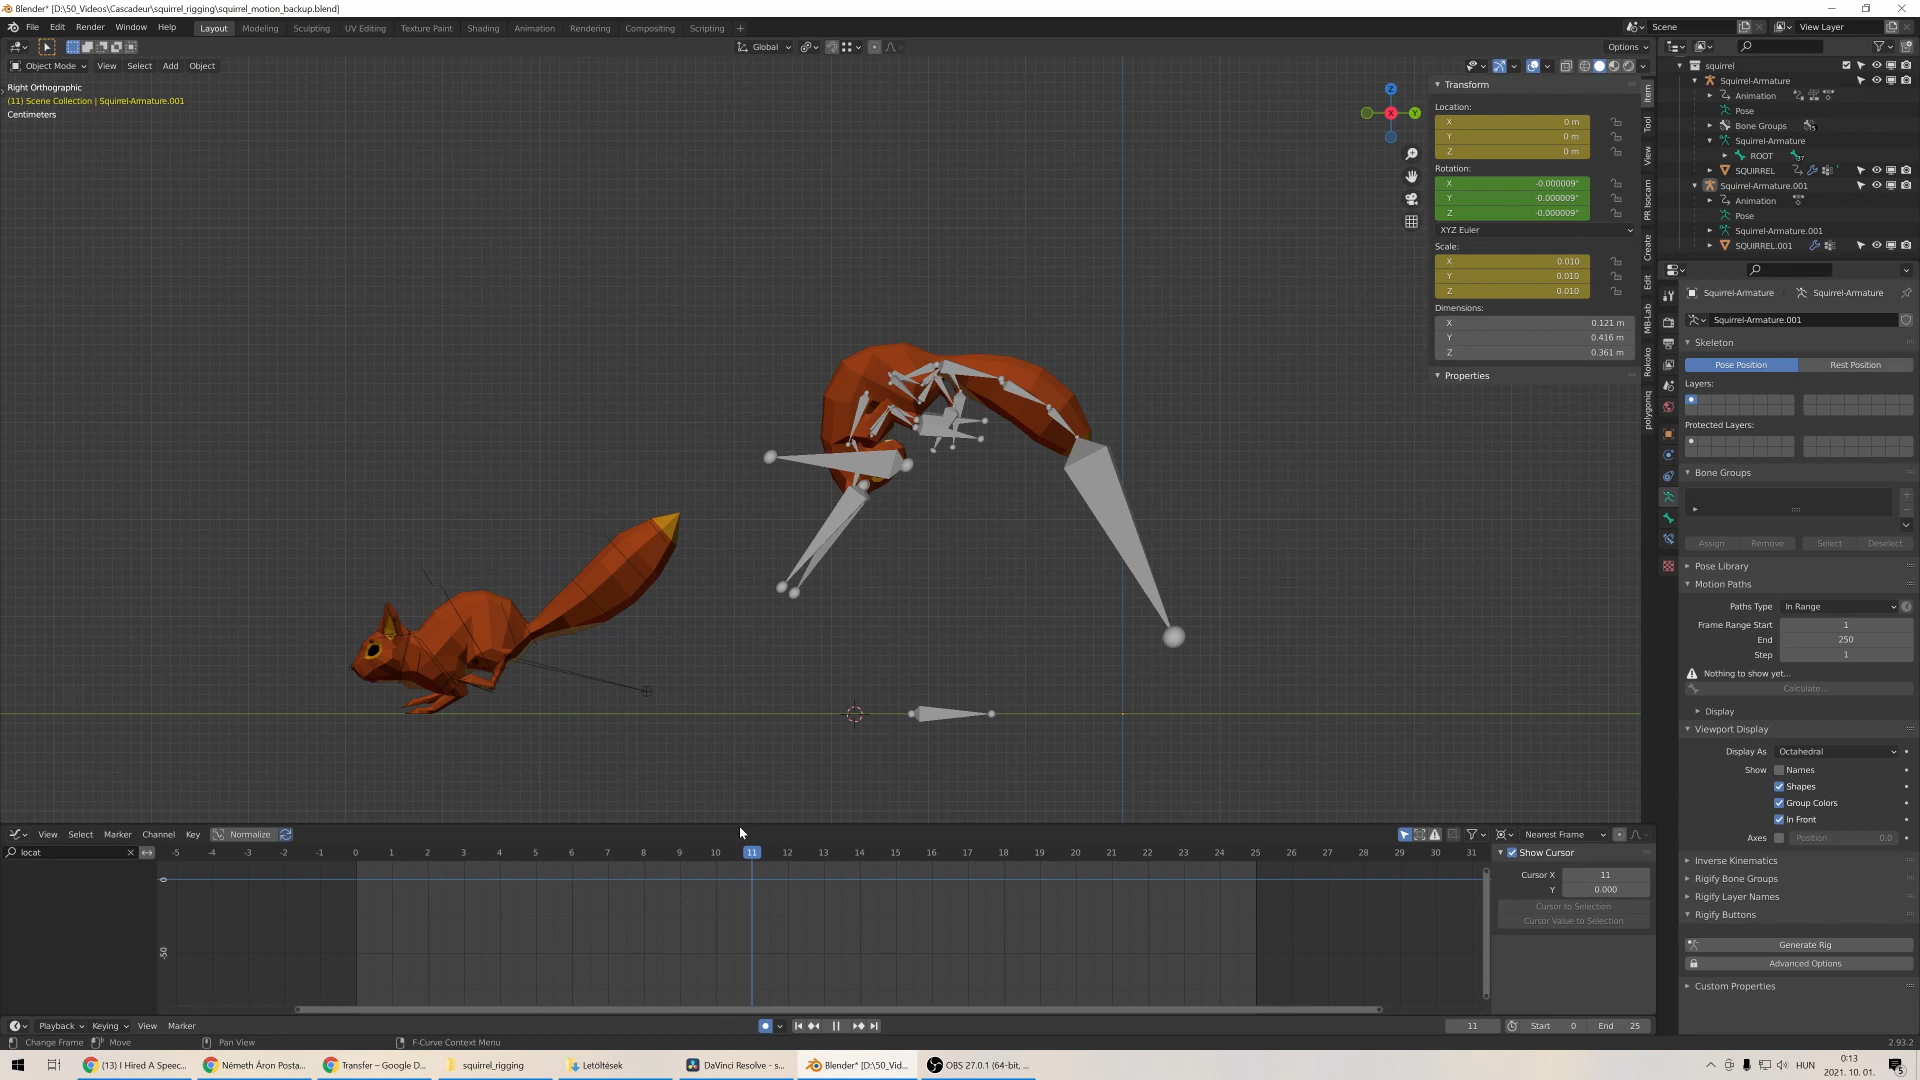 Blender* [D:\50_Videos\Cascadeur\squirrel_rigging\squirrel_motion_backup.blend]
File Edit Render Window Help Layout Modeling Sculpting UV Editing Texture Paint Shading Animation Rendering Compositing Scripting + Scene View Layer
Global Options
Object Mode View Select Add Object
Right Orthographic
(11) Scene Collection | Squirrel-Armature.001
Centimeters
Z
X
Y
Transform
Location:
X 0 m
Y 0 m
Z 0 m
Rotation:
X -0.000009°
Y -0.000009°
Z -0.000009°
XYZ Euler
Scale:
X 0.010
Y 0.010
Z 0.010
Dimensions:
X 0.121 m
Y 0.416 m
Z 0.361 m
Properties
Item
Tool
View
PR Isocam
Create
Edit
MB-Lab
Rokoko
polygoniq
squirrel
Squirrel-Armature
Animation
Pose
Bone Groups
Squirrel-Armature
ROOT
SQUIRREL
Squirrel-Armature.001
Animation
Pose
Squirrel-Armature.001
SQUIRREL.001
Squirrel-Armature Squirrel-Armature
Squirrel-Armature.001
Skeleton
Pose Position Rest Position
Layers:
Protected Layers:
Bone Groups
Assign Remove Select Deselect
Pose Library
Motion Paths
Paths Type In Range
Frame Range Start 1
End 250
Step 1
Nothing to show yet...
Calculate...
Display
Viewport Display
Display As Octahedral
Show Names
Shapes
Group Colors
In Front
Axes Position 0.0
Inverse Kinematics
Rigify Bone Groups
Rigify Layer Names
Rigify Buttons
Generate Rig
Advanced Options
Custom Properties
View Select Marker Channel Key Normalize Nearest Frame
locat
-5 -4 -3 -2 -1 0 1 2 3 4 5 6 7 8 9 10 11 12 13 14 15 16 17 18 19 20 21 22 23 24 25 26 27 28 29 30 31
0
-50
Show Cursor
Cursor X 11
Y 0.000
Cursor to Selection
Cursor Value to Selection
Playback Keying View Marker 11 Start 0 End 25
Change Frame Move Pan View F-Curve Context Menu 2.93.2
(13) I Hired A Speec... Németh Áron Posta... Transfer – Google D... squirrel_rigging Letöltések DaVinci Resolve - s... Blender* [D:\50_Vid... OBS 27.0.1 (64-bit, ... HUN
0:13
2021. 10. 01.
5